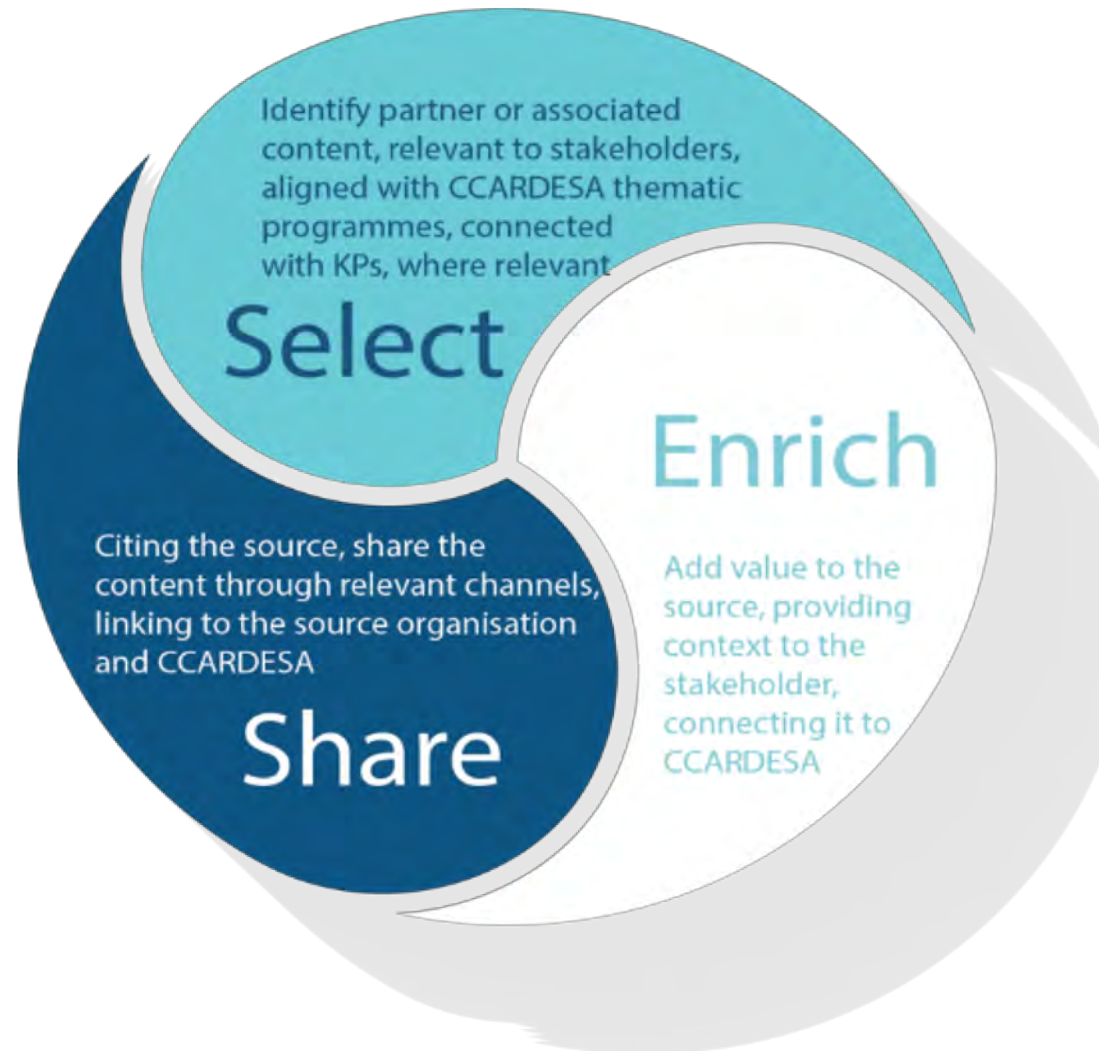 Identify partner or associated
content, relevant to stakeholders,
aligned with CCARDESA thematic
programmes, connected
with KPs, where relevant
Select
Enrich
Add value to the
source, providing
context to the
stakeholder,
connecting it to
CCARDESA
Citing the source, share the
content through relevant channels,
linking to the source organisation
and CCARDESA
Share